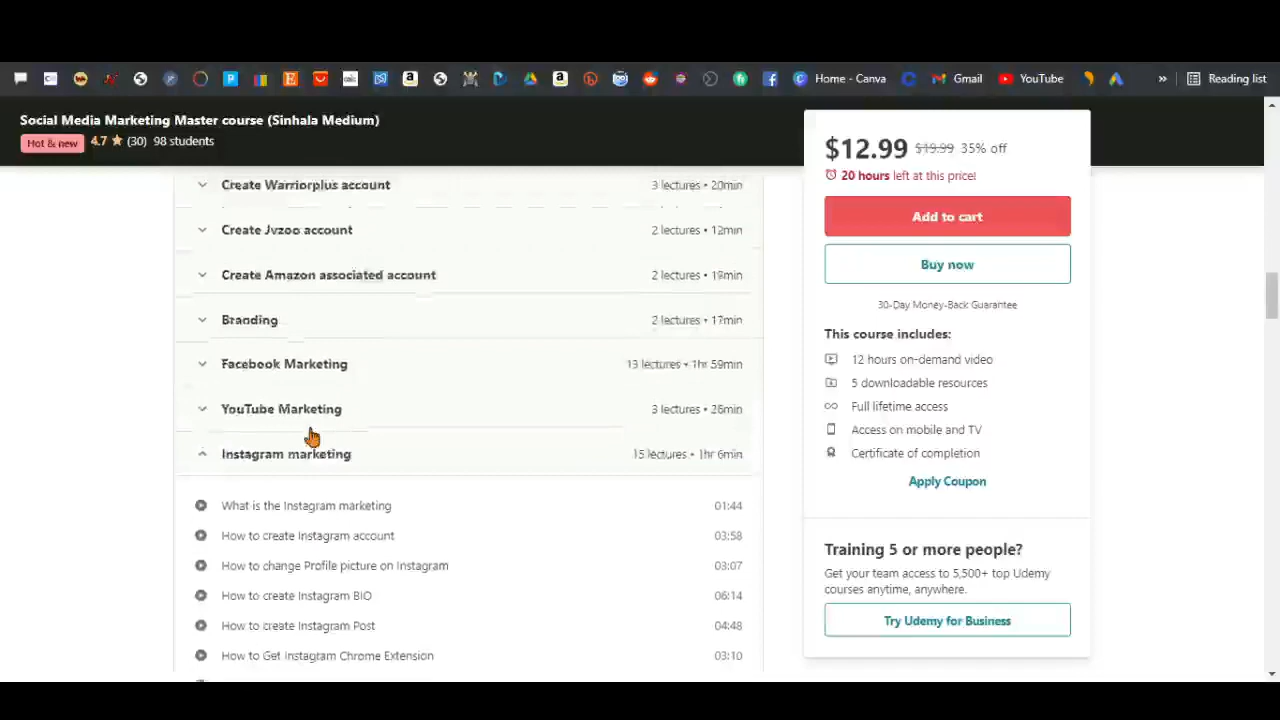 Home - Canva
Gmail
YouTube
Reading list
Social Media Marketing Master course (Sinhala Medium)
Hot & new 4.7 (30) 98 students
Create Warriorplus account 3 lectures • 20min
Create Jvzoo account 2 lectures • 12min
Create Amazon associated account 2 lectures • 19min
Branding 2 lectures • 17min
Facebook Marketing 13 lectures • 1hr 59min
YouTube Marketing 3 lectures • 26min
Instagram marketing 15 lectures • 1hr 6min
What is the Instagram marketing 01:44
How to create Instagram account 03:58
How to change Profile picture on Instagram 03:07
How to create Instagram BIO 06:14
How to create Instagram Post 04:48
How to Get Instagram Chrome Extension 03:10
$12.99 $19.99 35% off
20 hours left at this price!
Add to cart
Buy now
30-Day Money-Back Guarantee
This course includes:
12 hours on-demand video
5 downloadable resources
Full lifetime access
Access on mobile and TV
Certificate of completion
Apply Coupon
Training 5 or more people?
Get your team access to 5,500+ top Udemy
courses anytime, anywhere.
Try Udemy for Business